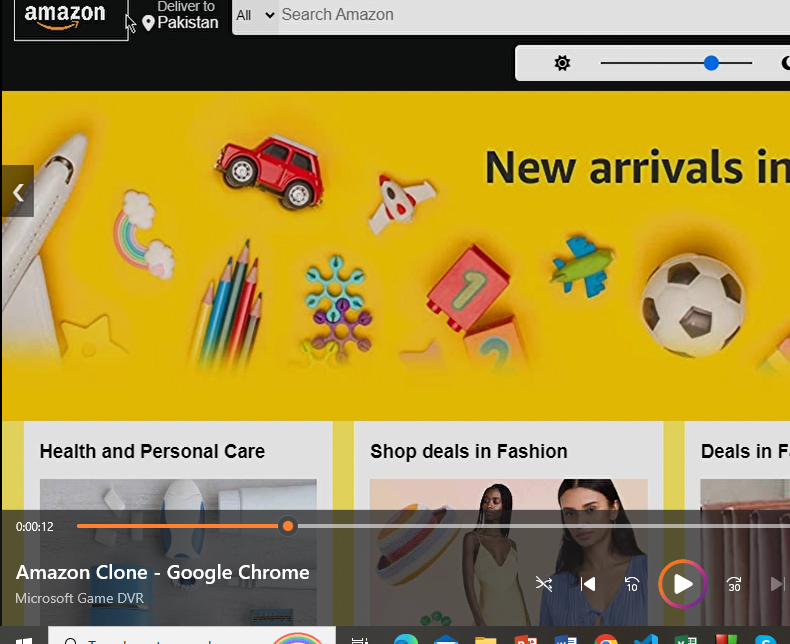 amazon
Deliver to
Pakistan
All
Search Amazon
New arrivals in
1
2
Health and Personal Care
Shop deals in Fashion
Deals in F
0:00:12
Amazon Clone - Google Chrome
Microsoft Game DVR
10
30